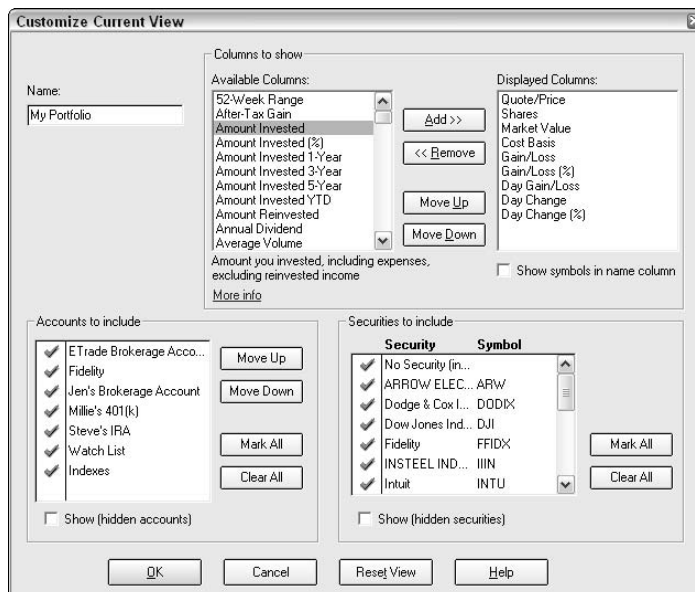 Customize Current View
Name:
My Portfolio
Columns to show
Available Columns:
52-Week Range
After-Tax Gain
Amount Invested
Amount Invested (%)
Amount Invested 1-Year
Amount Invested 3-Year
Amount Invested 5-Year
Amount Invested YTD
Amount Reinvested
Annual Dividend
Average Volume
Amount you invested, including expenses,
excluding reinvested income
More info
Add >>
<< Remove
Move Up
Move Down
Displayed Columns:
Quote/Price
Shares
Market Value
Cost Basis
Gain/Loss
Gain/Loss (%)
Day Gain/Loss
Day Change
Day Change (%)
Show symbols in name column
Accounts to include
ETrade Brokerage Acco...
Fidelity
Jen's Brokerage Account
Millie's 401(k)
Steve's IRA
Watch List
Indexes
Move Up
Move Down
Mark All
Clear All
Show (hidden accounts)
Securities to include
Security Symbol
No Security (in...
ARROW ELEC... ARW
Dodge & Cox I... DODIX
Dow Jones Ind... DJI
Fidelity FFIDX
INSTEEL IND... IIIN
Intuit INTU
Mark All
Clear All
Show (hidden securities)
OK
Cancel
Reset View
Help